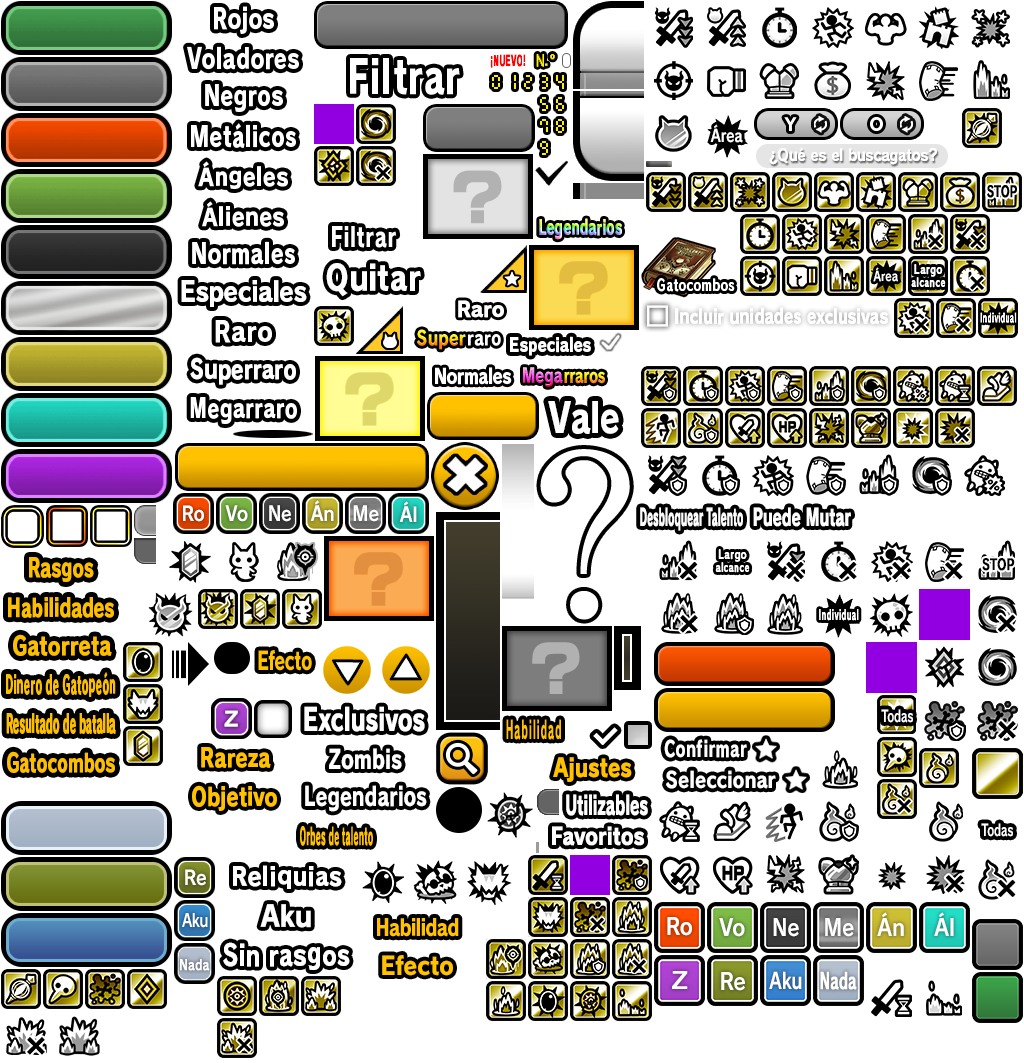 Rojos
Voladores
Negros
Metálicos
Ángeles
Álienes
Normales
Especiales
Raro
Superraro
Megarraro
Filtrar
¡NUEVO! N.º
0 1 2 3 4
5 6
7 8
9
Legendarios
Filtrar
Quitar
Raro
Superraro
Especiales
Normales
Megarraros
Vale
Ro
Vo
Ne
Án
Me
Ál
Rasgos
Habilidades
Gatorreta
Dinero de Gatopeón
Resultado de batalla
Gatocombos
Efecto
Z
Exclusivos
Rareza
Zombis
Objetivo
Legendarios
Orbes de talento
Habilidad
Ajustes
Utilizables
Favoritos
Re
Aku
Nada
Reliquias
Aku
Sin rasgos
Habilidad
Efecto
$
Área
Y
O
¿Qué es el buscagatos?
$
STOP
Gatocombos
Área
Largo alcance
Incluir unidades exclusivas
Individual
%
HP
%
Desbloquear Talento
Puede Mutar
Largo alcance
STOP
Individual
Todas
Confirmar
Seleccionar
Todas
HP
Ro
Vo
Ne
Me
Án
Ál
Z
Re
Aku
Nada